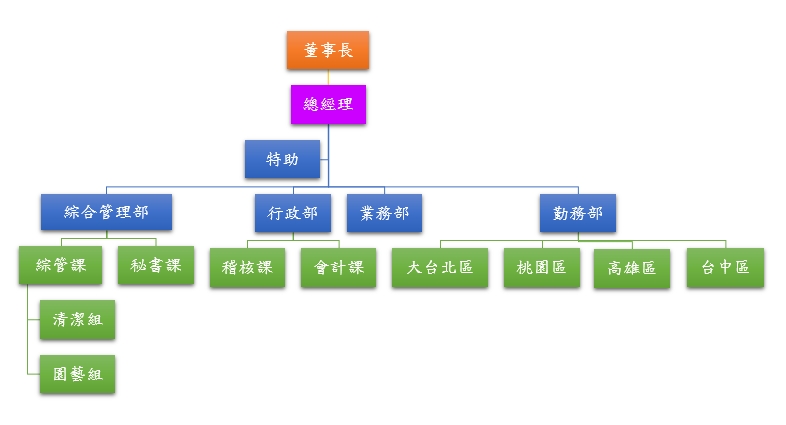 董事長
總經理
特助
綜合管理部
行政部
業務部
勤務部
綜管課
秘書課
稽核課
會計課
大台北區
桃園區
高雄區
台中區
清潔組
園藝組